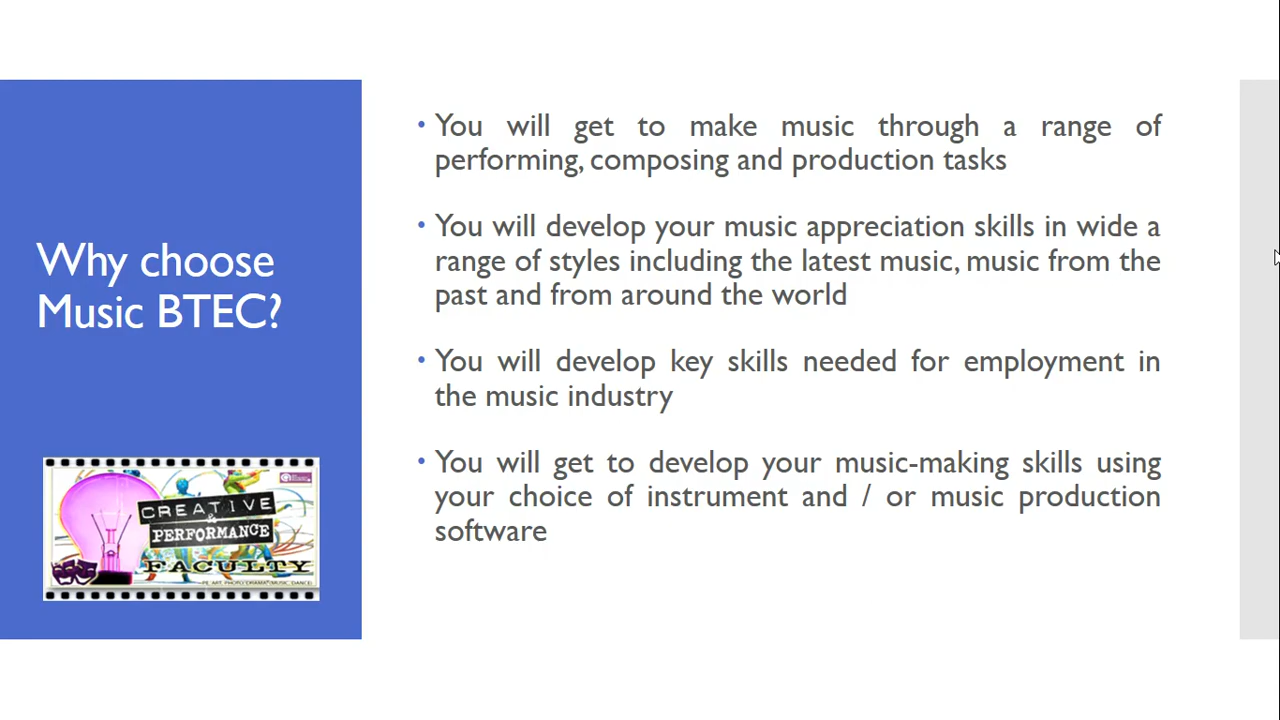 Why choose
Music BTEC?
CREATIVE
&
PERFORMANCE
FACULTY
• You will get to make music through a range of
performing, composing and production tasks
• You will develop your music appreciation skills in wide a
range of styles including the latest music, music from the
past and from around the world
• You will develop key skills needed for employment in
the music industry
• You will get to develop your music-making skills using
your choice of instrument and / or music production
software